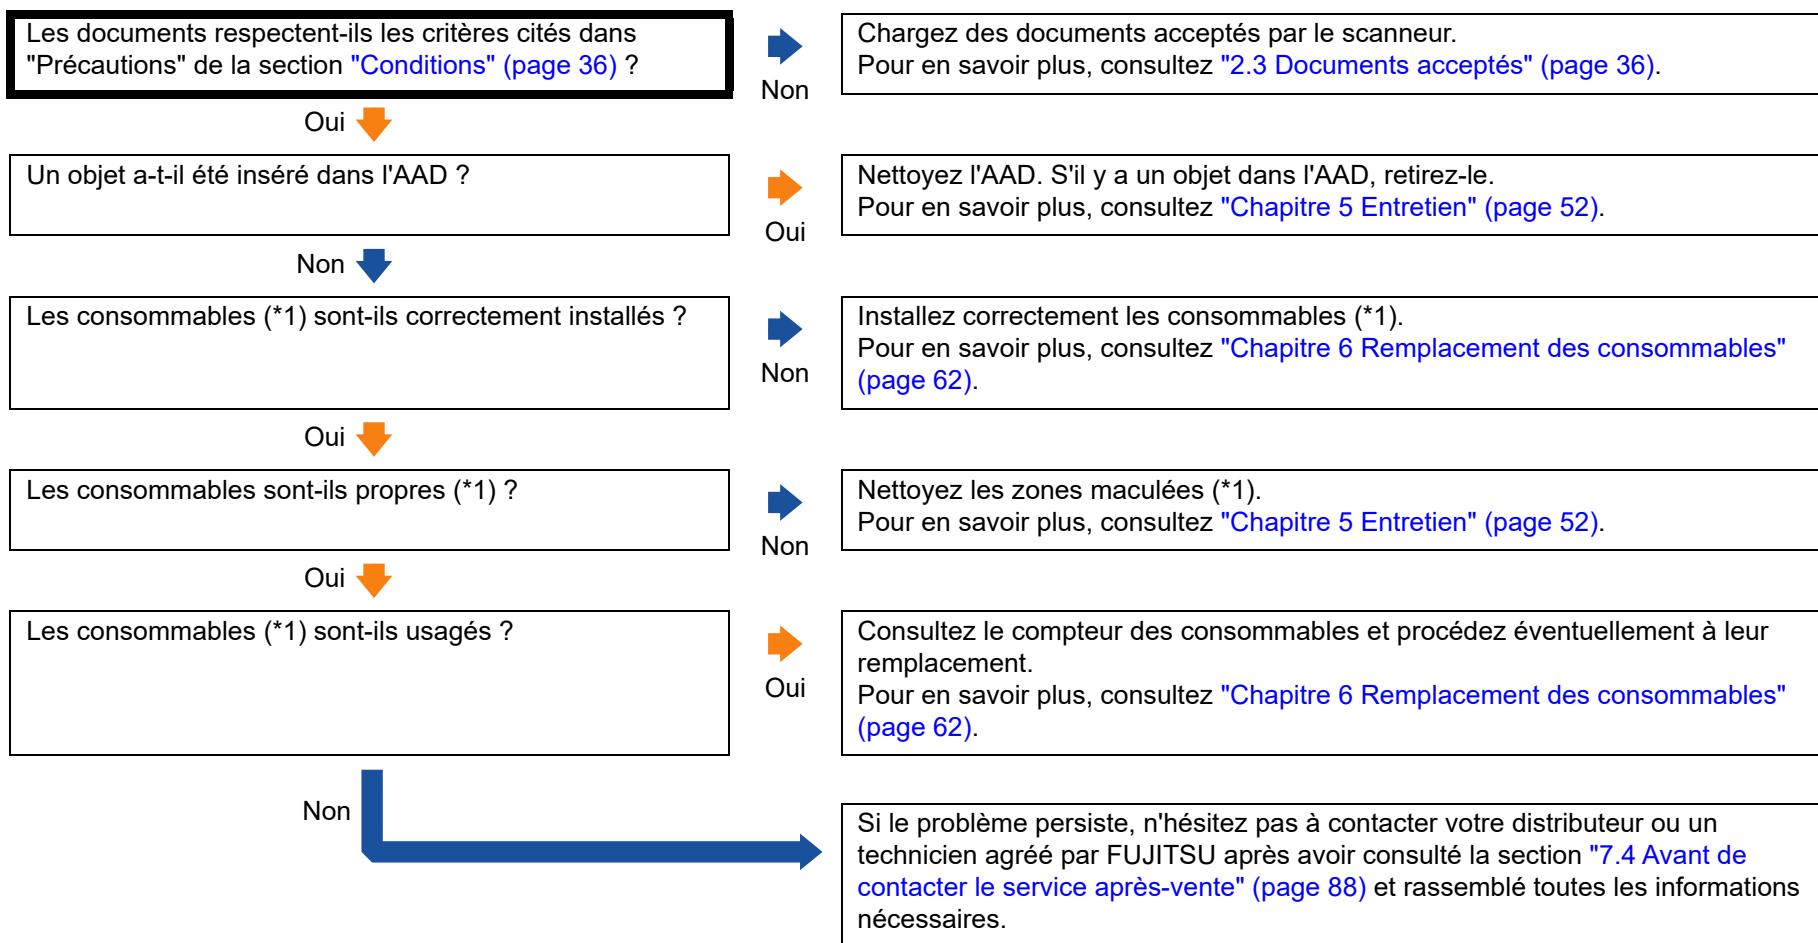 Les documents respectent-ils les critères cités dans
"Précautions" de la section "Conditions" (page 36) ?
Non
Chargez des documents acceptés par le scanneur.
Pour en savoir plus, consultez "2.3 Documents acceptés" (page 36).
Oui
Un objet a-t-il été inséré dans l'AAD ?
Oui
Nettoyez l'AAD. S'il y a un objet dans l'AAD, retirez-le.
Pour en savoir plus, consultez "Chapitre 5 Entretien" (page 52).
Non
Les consommables (*1) sont-ils correctement installés ?
Non
Installez correctement les consommables (*1).
Pour en savoir plus, consultez "Chapitre 6 Remplacement des consommables"
(page 62).
Oui
Les consommables sont-ils propres (*1) ?
Non
Nettoyez les zones maculées (*1).
Pour en savoir plus, consultez "Chapitre 5 Entretien" (page 52).
Oui
Les consommables (*1) sont-ils usagés ?
Oui
Consultez le compteur des consommables et procédez éventuellement à leur
remplacement.
Pour en savoir plus, consultez "Chapitre 6 Remplacement des consommables"
(page 62).
Non
Si le problème persiste, n'hésitez pas à contacter votre distributeur ou un
technicien agréé par FUJITSU après avoir consulté la section "7.4 Avant de
contacter le service après-vente" (page 88) et rassemblé toutes les informations
nécessaires.